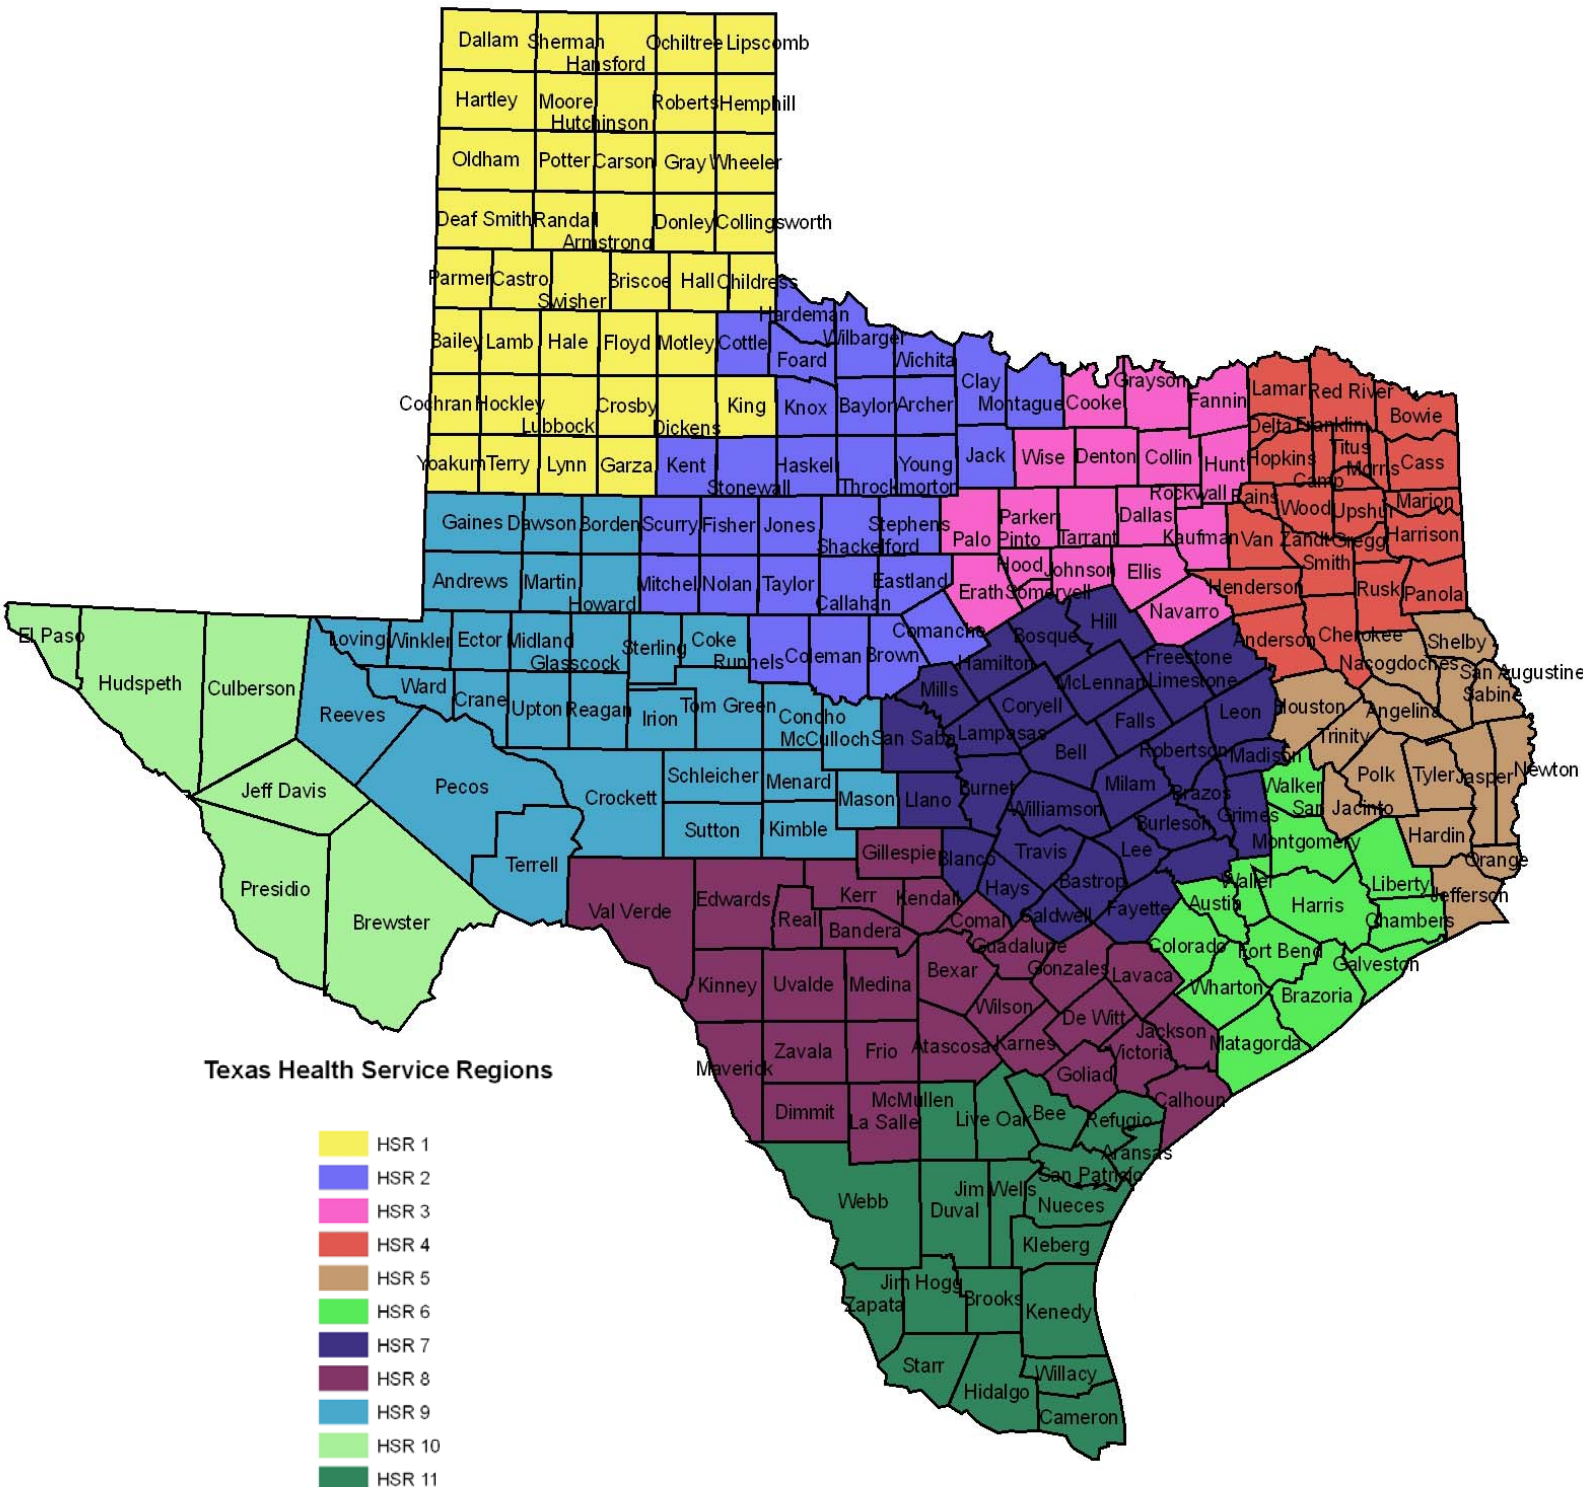 Dallam Sherman Ochiltree Lipscomb
Hansford
Hartley Moore Roberts Hemphill
Hutchinson
Oldham Potter Carson Gray Wheeler
Deaf Smith Randall Donley Collingsworth
Armstrong
Parmer Castro Briscoe Hall Childress
Swisher
Hardeman
Bailey Lamb Hale Floyd Motley Cottle Wilbarger
Foard Wichita
Clay Grayson Lamar Red River
Cochran Hockley Crosby King Knox Baylor Archer Montague Cooke Fannin Bowie
Lubbock Dickens Delta Franklin
Titus
Yoakum Terry Lynn Garza Kent Haskell Young Jack Wise Denton Collin Hunt Hopkins Morris Cass
Stonewall Throckmorton Camp
Rockwall Rains Wood Upshur Marion
Gaines Dawson Borden Scurry Fisher Jones Stephens Parker Dallas
Shackelford Palo Pinto Tarrant Kaufman Van Zandt Gregg Harrison
Smith
Andrews Martin Mitchel Nolan Taylor Eastland Hood Johnson Ellis Henderson Rusk Panola
Howard Callahan Erath Somervell Navarro
El Paso Loving Winkler Ector Midland Sterling Coke Comanche Bosque Hill Anderson Cherokee Shelby
Glasscock Runnels Coleman Brown Hamilton Freestone Nacogdoches San Augustine
Hudspeth Culberson Ward Crane Mills McLennan Limestone Sabine
Reeves Upton Reagan Irion Tom Green Concho Coryell Falls Leon Houston Angelina
McCulloch San Saba Lampasas Bell Robertson Madison Trinity
Jeff Davis Pecos Crockett Schleicher Menard Mason Llano Burnet Williamson Milam Brazos Walker Polk Tyler Jasper Newton
Grimes San Jacinto
Sutton Kimble Burleson Hardin
Terrell Gillespie Blanco Travis Lee Montgomery Orange
Presidio Val Verde Edwards Kerr Kendall Hays Bastrop Waller Liberty Jefferson
Brewster Real Bandera Comal Caldwell Fayette Austin Harris Chambers
Guadalupe Colorado Fort Bend Galveston
Kinney Uvalde Medina Bexar Gonzales Lavaca Wharton Brazoria
Wilson De Witt Jackson Matagorda
Maverick Zavala Frio Atascosa Karnes Victoria
Goliad
Dimmit McMullen Calhoun
La Salle Live Oak Bee Refugio
Aransas
San Patricio
Webb Jim Wells Nueces
Duval
Kleberg
Jim Hogg
Zapata Brooks Kenedy
Starr Willacy
Hidalgo
Cameron
Texas Health Service Regions
HSR 1
HSR 2
HSR 3
HSR 4
HSR 5
HSR 6
HSR 7
HSR 8
HSR 9
HSR 10
HSR 11